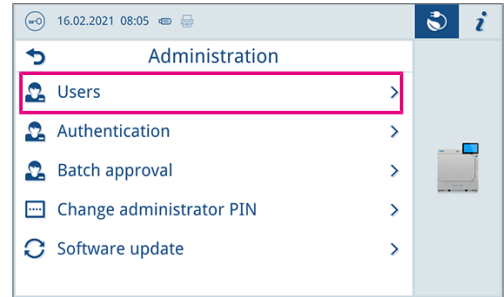 16.02.2021 08:05
i
Administration
Users
Authentication
Batch approval
Change administrator PIN
Software update